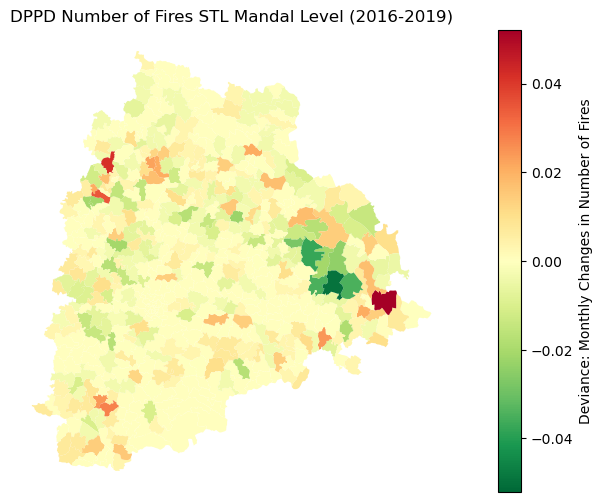 DPPD Number of Fires STL Mandal Level (2016-2019)
0.04
0.02
0.00
−0.02
−0.04
Deviance: Monthly Changes in Number of Fires